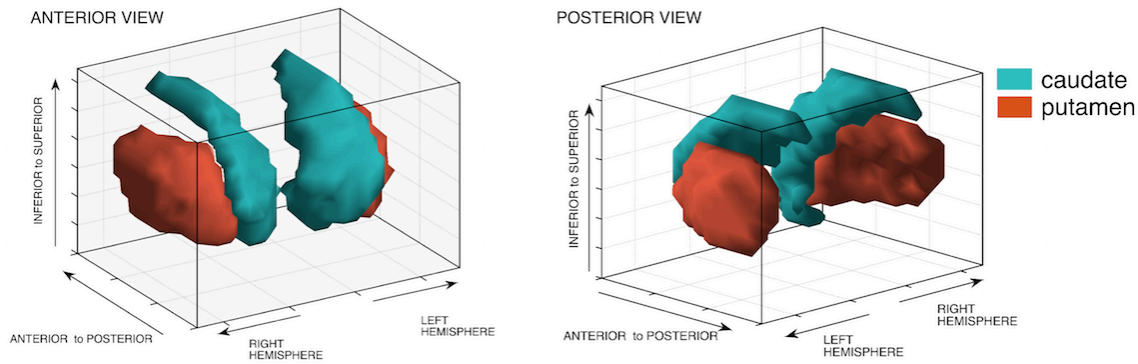 ANTERIOR VIEW
INFERIOR to SUPERIOR
ANTERIOR to POSTERIOR
RIGHT
HEMISPHERE
LEFT
HEMISPHERE
POSTERIOR VIEW
INFERIOR to SUPERIOR
ANTERIOR to POSTERIOR
LEFT
HEMISPHERE
RIGHT
HEMISPHERE
caudate
putamen